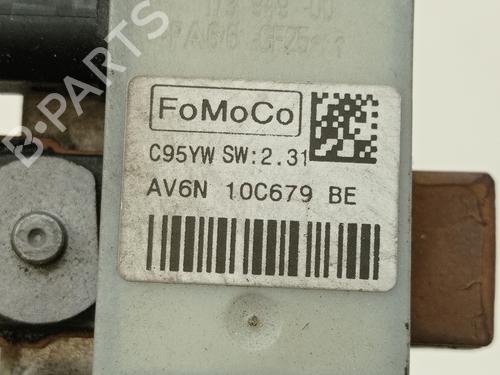 FoMoCo
C95YW SW:2.31
AV6N 10C679 BE
B-PARTS